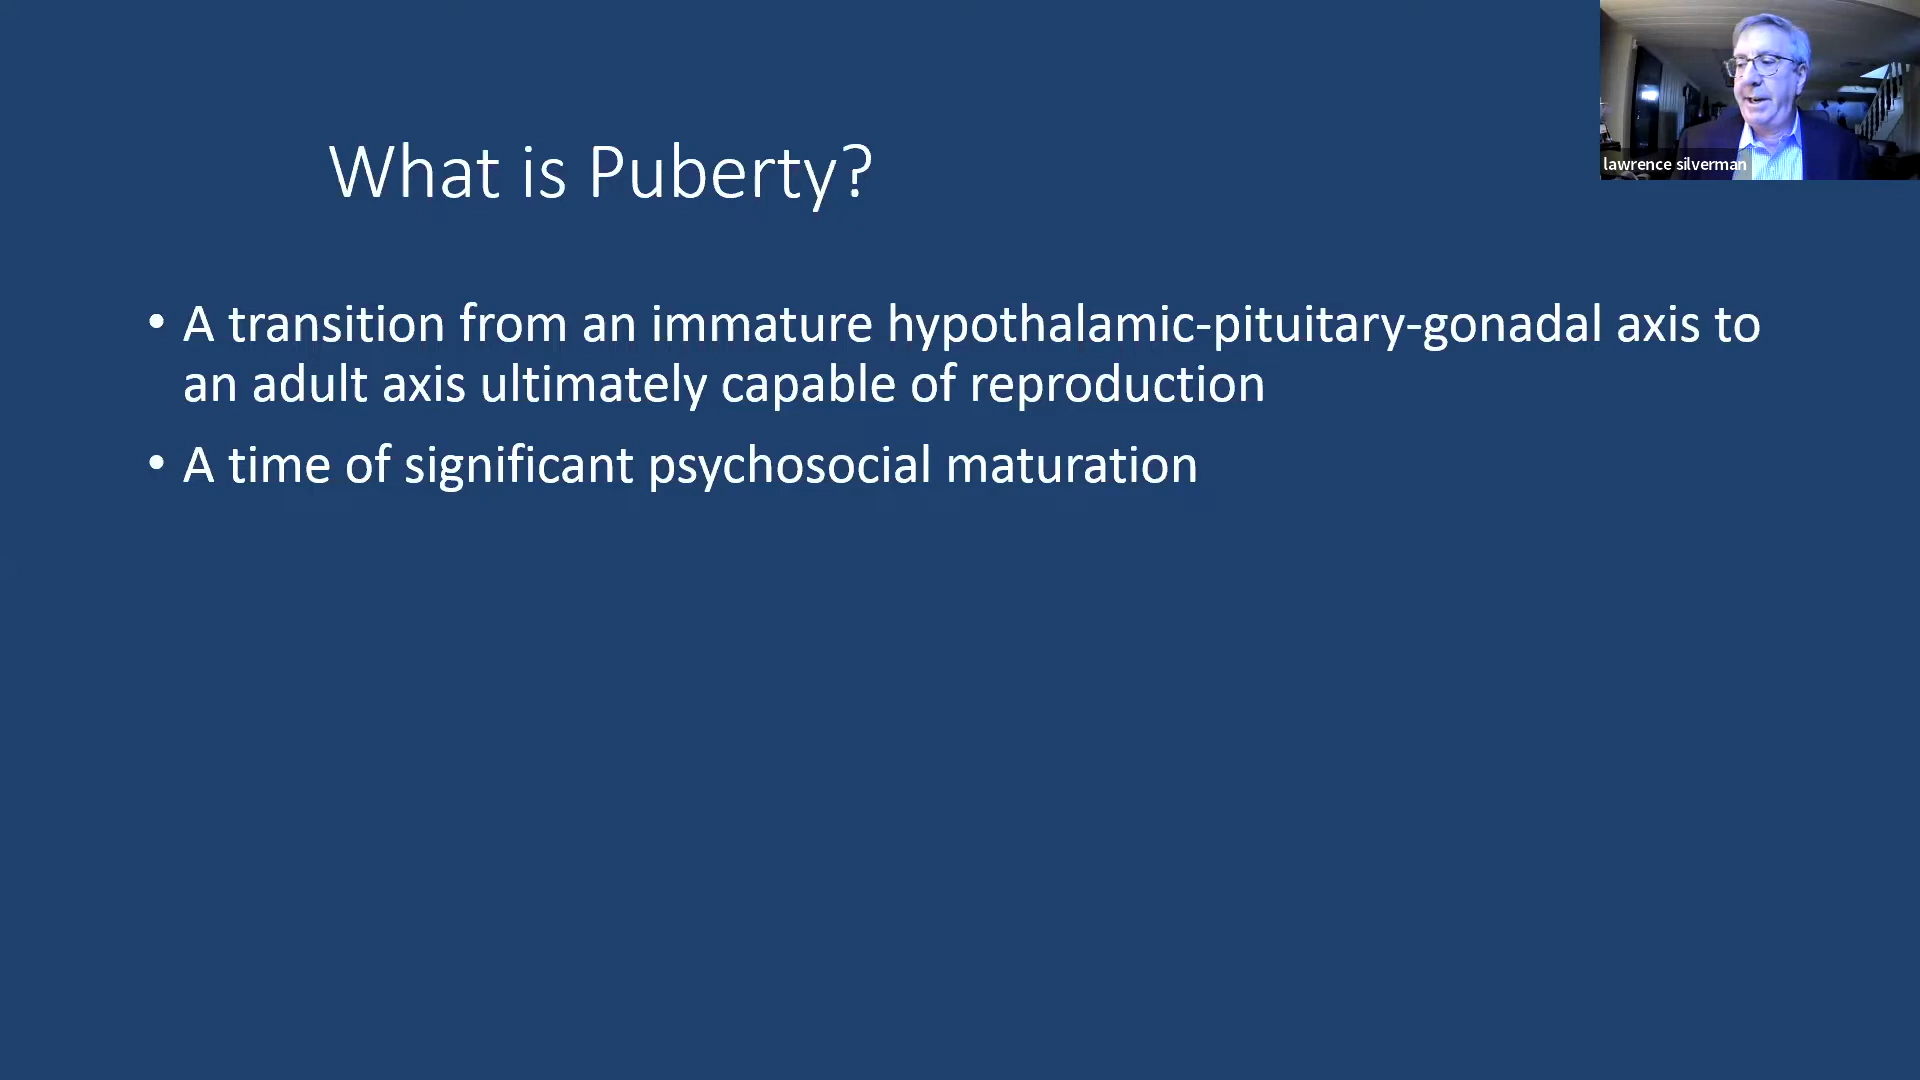 lawrence silverman
What is Puberty?
• A transition from an immature hypothalamic-pituitary-gonadal axis to
an adult axis ultimately capable of reproduction
• A time of significant psychosocial maturation